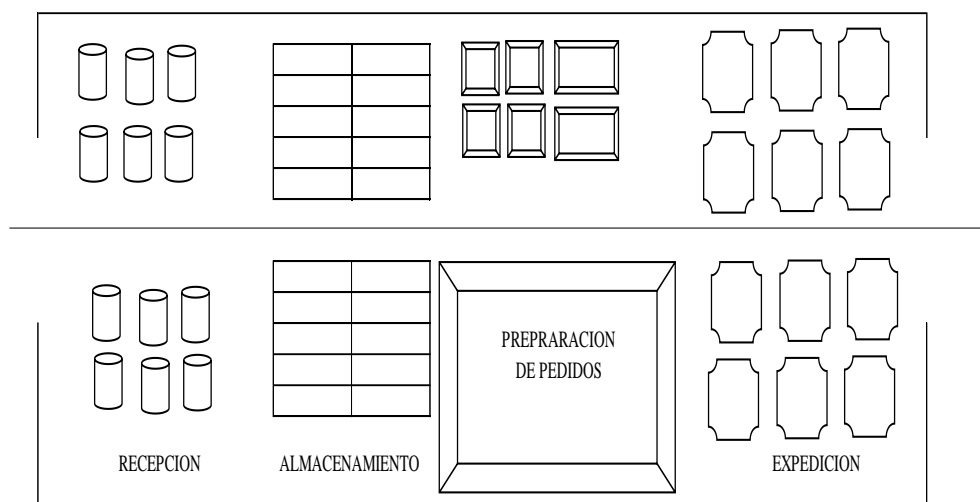 PREPRARACION
DE PEDIDOS
RECEPCION
ALMACENAMIENTO
EXPEDICION